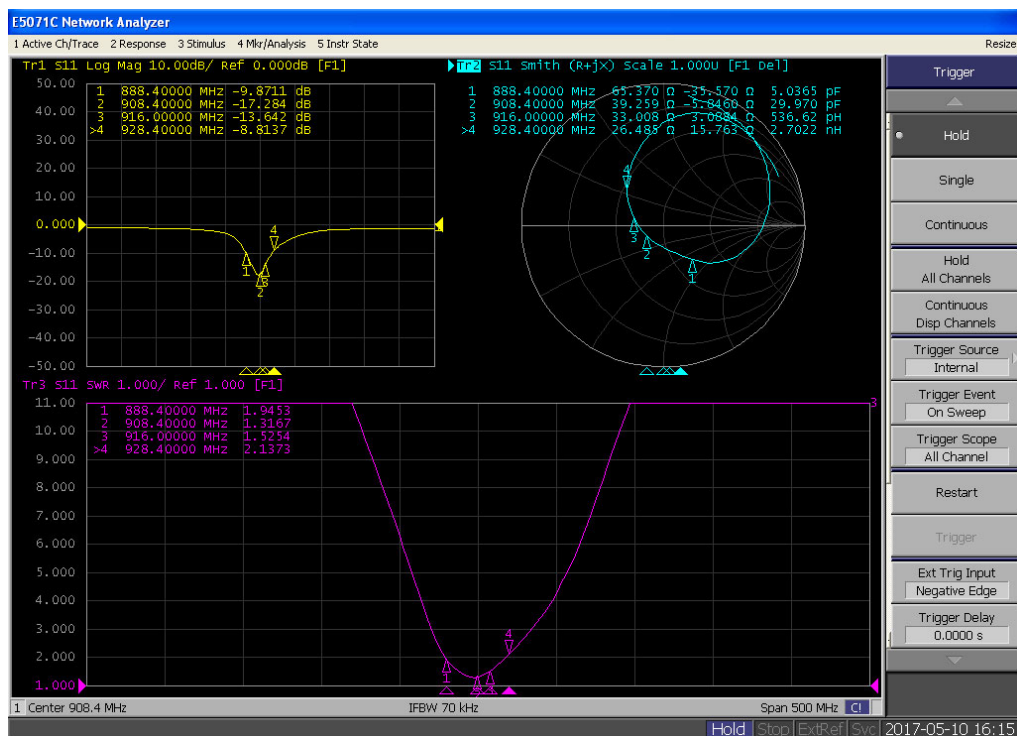 E5071C Network Analyzer
1 Active Ch/Trace 2 Response 3 Stimulus 4 Mkr/Analysis 5 Instr State
Resize
Tr1 S11 Log Mag 10.00dB/ Ref 0.000dB [F1]
50.00
40.00
30.00
20.00
10.00
0.000
-10.00
-20.00
-30.00
-40.00
-50.00
1 888.40000 MHz -9.8711 dB
2 908.40000 MHz -17.284 dB
3 916.00000 MHz -13.642 dB
>4 928.40000 MHz -8.8137 dB
4
1
2
Tr2 S11 Smith (R+jX) Scale 1.000U [F1 Del]
1 888.40000 MHz 65.370 Ω -35.570 Ω 5.0365 pF
2 908.40000 MHz 39.259 Ω -5.8460 Ω 29.970 pF
3 916.00000 MHz 33.008 Ω 3.0884 Ω 536.62 pH
>4 928.40000 MHz 26.485 Ω 15.763 Ω 2.7022 nH
4
3
2
1
Tr3 S11 SWR 1.000/ Ref 1.000 [F1]
11.00
10.00
9.000
8.000
7.000
6.000
5.000
4.000
3.000
2.000
1.000
1 888.40000 MHz 1.9453
2 908.40000 MHz 1.3167
3 916.00000 MHz 1.5254
>4 928.40000 MHz 2.1373
3
4
1
Trigger
Hold
Single
Continuous
Hold
All Channels
Continuous
Disp Channels
Trigger Source
Internal
Trigger Event
On Sweep
Trigger Scope
All Channel
Restart
Trigger
Ext Trig Input
Negative Edge
Trigger Delay
0.0000 s
1 Center 908.4 MHz
IFBW 70 kHz
Span 500 MHz C!
Hold Stop ExtRef Svc 2017-05-10 16:15